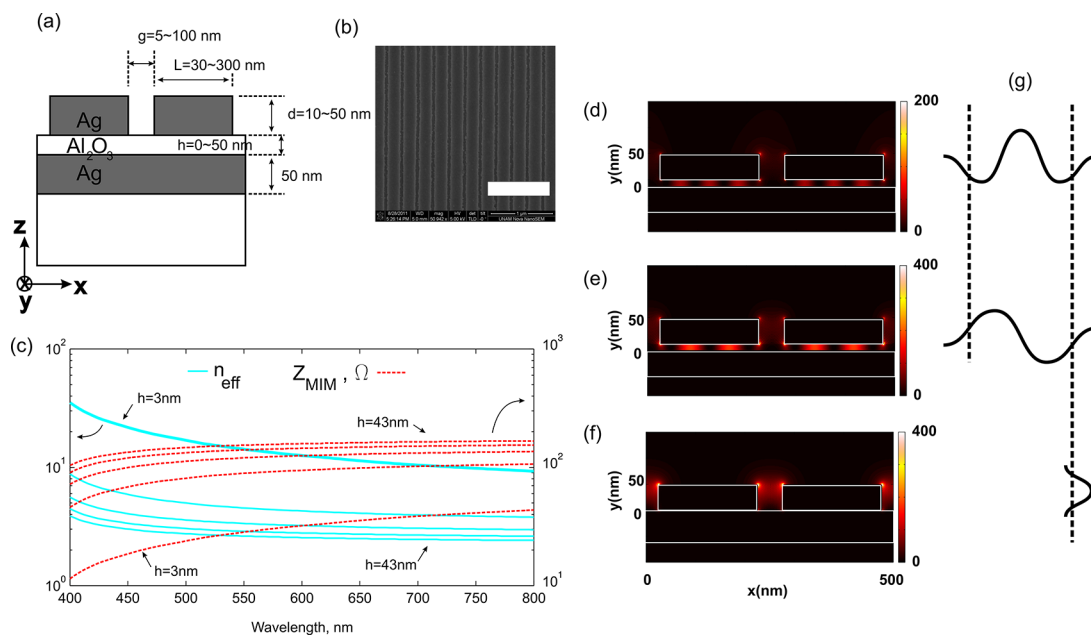 (a)
g=5~100 nm
L=30~300 nm
Ag
d=10~50 nm
Al2O3
h=0~50 nm
Ag
50 nm
z
y
x
(b)
(c)
10^2
10^1
10^0
10^3
10^2
10^1
n_eff
Z_MIM , Ω
h=3nm
h=43nm
h=3nm
h=43nm
400 450 500 550 600 650 700 750 800
Wavelength, nm
(d)
y(nm)
50
0
200
0
(e)
y(nm)
50
0
400
0
(f)
y(nm)
50
0
400
0
0
500
x(nm)
(g)